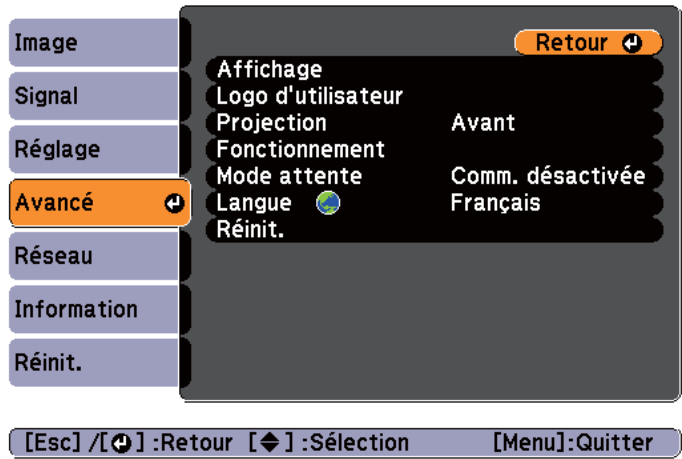 Image
Signal
Réglage
Avancé
Réseau
Information
Réinit.
Retour
Affichage
Logo d'utilisateur
Projection Avant
Fonctionnement
Mode attente Comm. désactivée
Langue Français
Réinit.
[Esc] /[ ] :Retour [ ] :Sélection [Menu]:Quitter